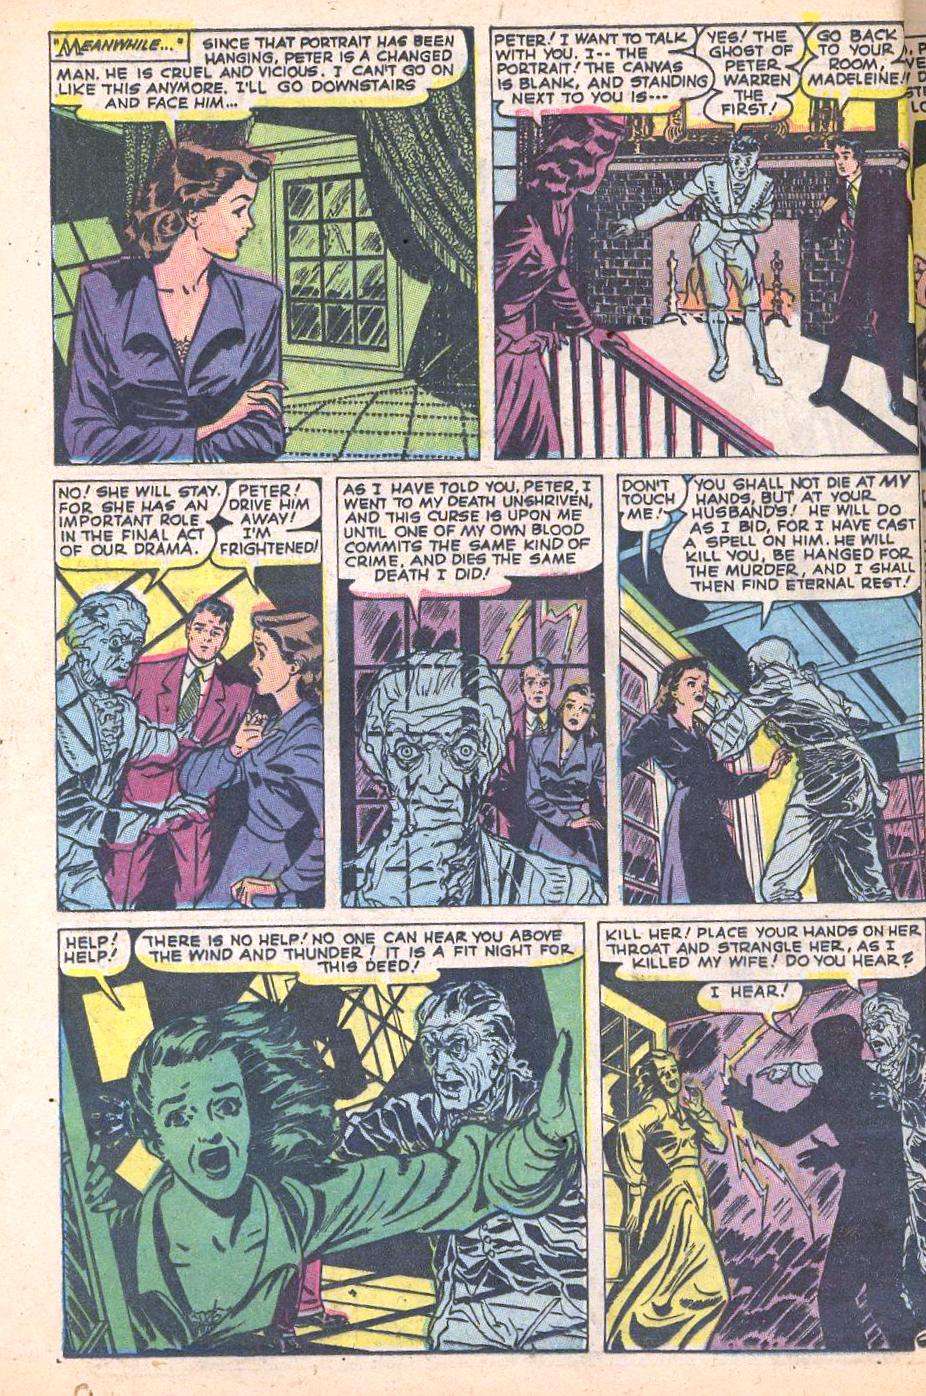 "MEANWHILE..."
SINCE THAT PORTRAIT HAS BEEN
HANGING, PETER IS A CHANGED
MAN. HE IS CRUEL AND VICIOUS. I CAN'T GO ON
LIKE THIS ANYMORE. I'LL GO DOWNSTAIRS
AND FACE HIM...
PETER! I WANT TO TALK
WITH YOU. I-- THE
PORTRAIT! THE CANVAS
IS BLANK, AND STANDING
NEXT TO YOU IS---
YES! THE
GHOST OF
PETER
WARREN
THE
FIRST!
GO BACK
TO YOUR
ROOM,
MADELEINE!!
NO! SHE WILL STAY.
FOR SHE HAS AN
IMPORTANT ROLE
IN THE FINAL ACT
OF OUR DRAMA.
PETER!
DRIVE HIM
AWAY!
I'M
FRIGHTENED!
AS I HAVE TOLD YOU, PETER, I
WENT TO MY DEATH UNSHRIVEN,
AND THIS CURSE IS UPON ME
UNTIL ONE OF MY OWN BLOOD
COMMITS THE SAME KIND OF
CRIME, AND DIES THE SAME
DEATH I DID!
DON'T
TOUCH
ME!
YOU SHALL NOT DIE AT MY
HANDS, BUT AT YOUR
HUSBAND'S! HE WILL DO
AS I BID, FOR I HAVE CAST
A SPELL ON HIM. HE WILL
KILL YOU, BE HANGED FOR
THE MURDER, AND I SHALL
THEN FIND ETERNAL REST!
HELP!
HELP!
THERE IS NO HELP! NO ONE CAN HEAR YOU ABOVE
THE WIND AND THUNDER! IT IS A FIT NIGHT FOR
THIS DEED!
KILL HER! PLACE YOUR HANDS ON HER
THROAT AND STRANGLE HER, AS I
KILLED MY WIFE! DO YOU HEAR?
I HEAR!